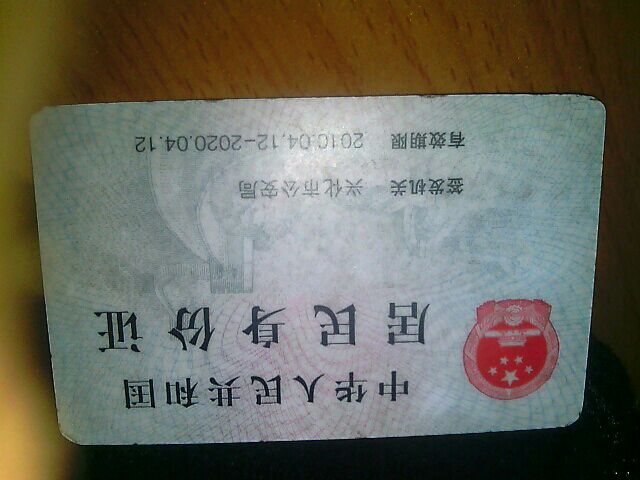 中华人民共和国
居民身份证
签发机关 兴化市公安局
有效期限 2010.04.12-2020.04.12